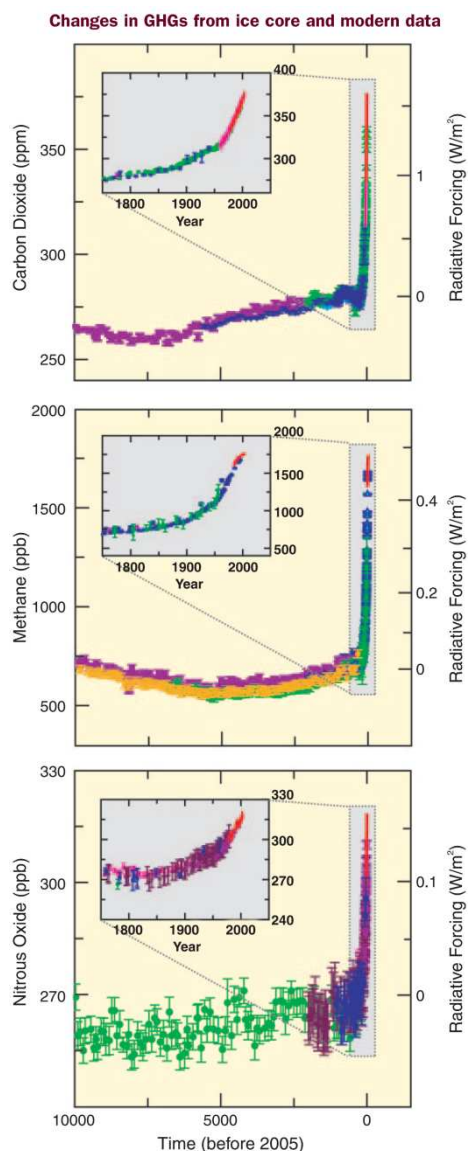 Changes in GHGs from ice core and modern data
400
350
300
1800 1900 2000
Year
Carbon Dioxide (ppm)
350
300
250
Radiative Forcing (W/m²)
1
0
2000
1500
1000
500
1800 1900 2000
Year
Methane (ppb)
2000
1500
1000
500
Radiative Forcing (W/m²)
0.4
0.2
0
330
300
270
240
1800 1900 2000
Year
Nitrous Oxide (ppb)
330
300
270
Radiative Forcing (W/m²)
0.1
0
10000 5000 0
Time (before 2005)